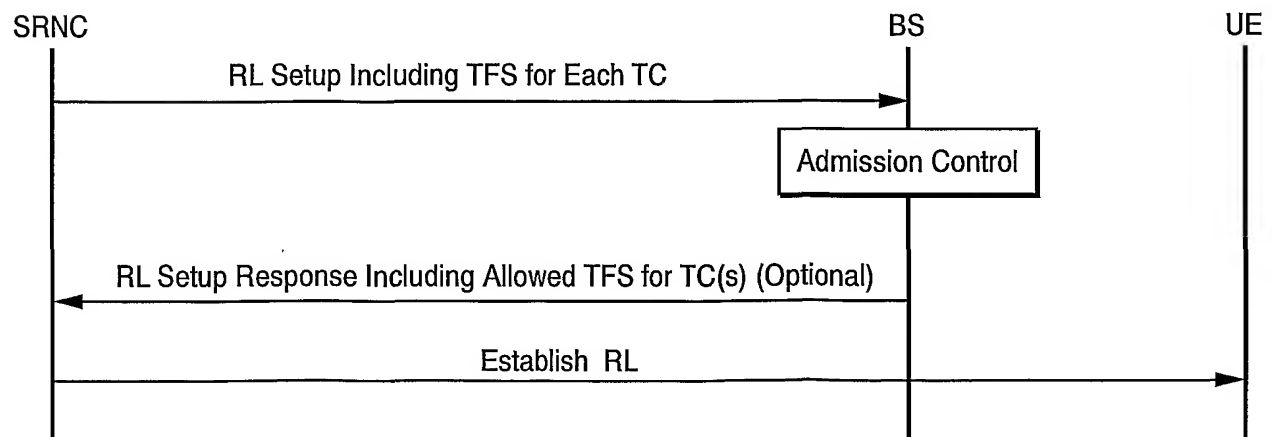 SRNC
BS
UE
RL Setup Including TFS for Each TC
Admission Control
RL Setup Response Including Allowed TFS for TC(s) (Optional)
Establish RL